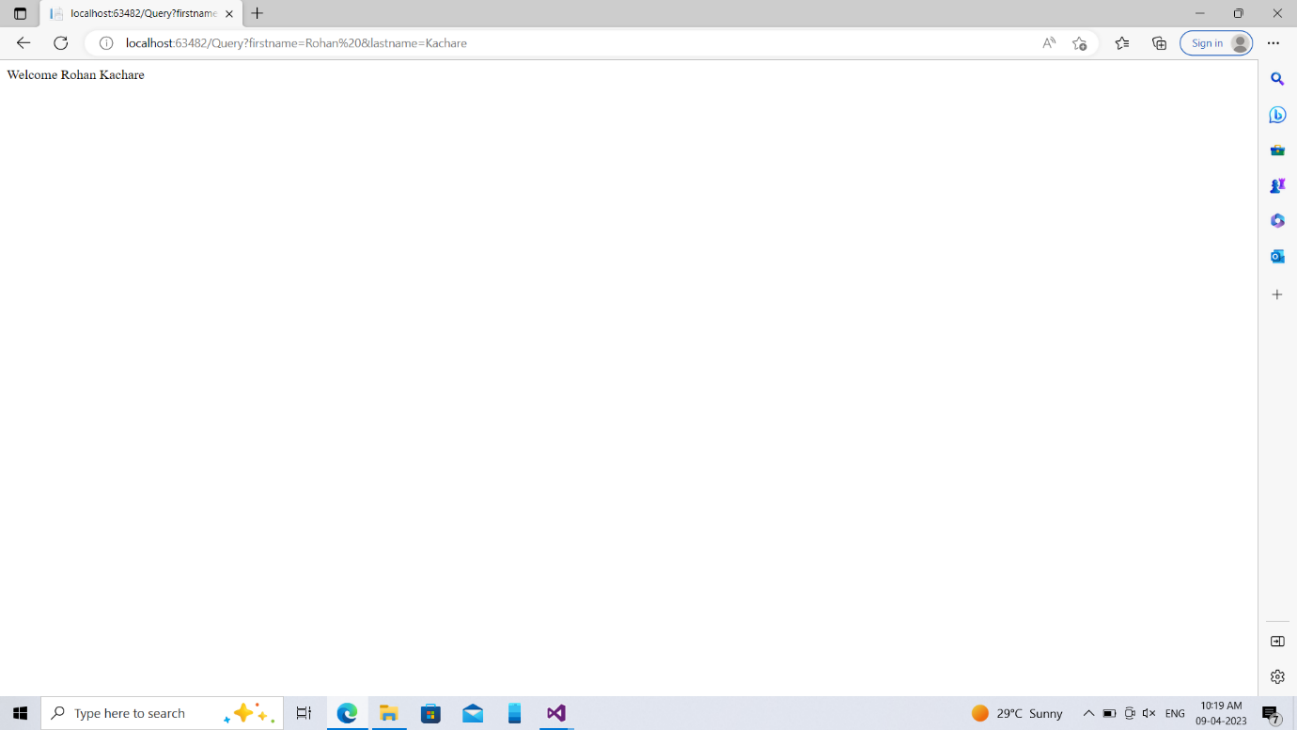 localhost:63482/Query?firstname
localhost:63482/Query?firstname=Rohan%20&lastname=Kachare
Sign in
Welcome Rohan Kachare
Type here to search
29°C Sunny
ENG
10:19 AM
09-04-2023
7